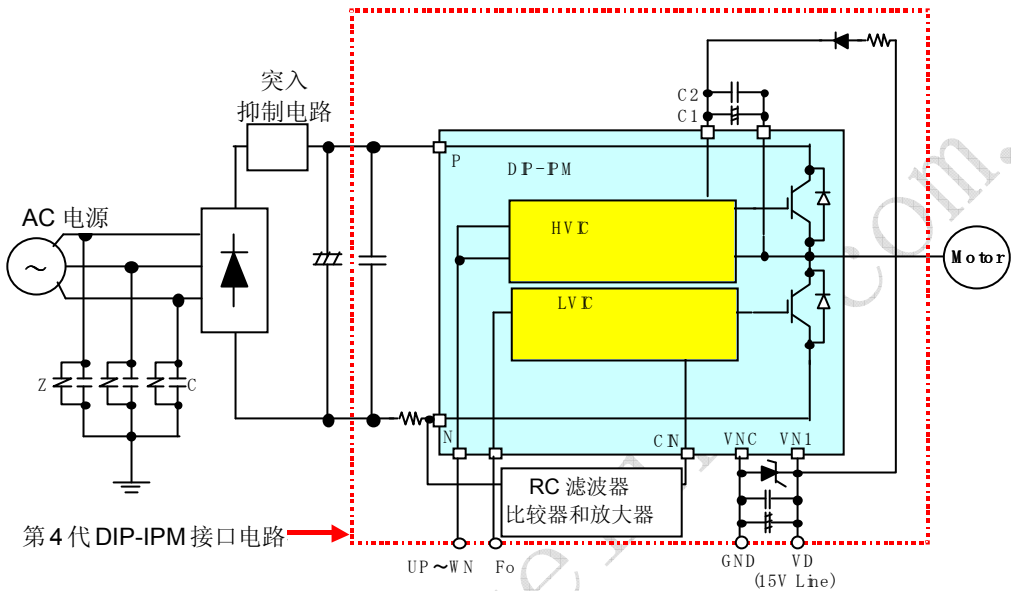 突入
抑制电路
C2
C1
P
DIP-IPM
AC 电源
HVIC
~
Motor
LVIC
Z
C
N
CIN
VNC
VN1
RC 滤波器
比较器和放大器
第4代DIP-IPM接口电路
UP~WN
Fo
GND
VD
(15V Line)